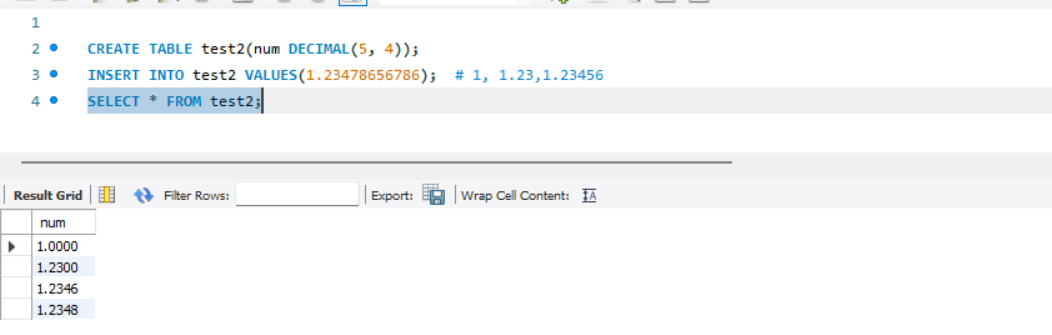 1
2 CREATE TABLE test2(num DECIMAL(5, 4));
3 INSERT INTO test2 VALUES(1.23478656786);  # 1, 1.23,1.23456
4 SELECT * FROM test2;
Result Grid Filter Rows: Export: Wrap Cell Content: IA
num
1.0000
1.2300
1.2346
1.2348